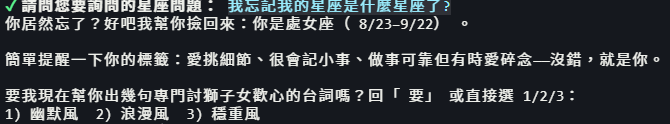 ✓ 請問您要詢問的星座問題： 我忘記我的星座是什麼星座了?
你居然忘了？好吧我幫你撿回來：你是處女座（ 8/23–9/22） 。
簡單提醒一下你的標籤：愛挑細節、很會記小事、做事可靠但有時愛碎念—沒錯，就是你。
要我現在幫你出幾句專門討獅子女歡心的台詞嗎？回「 要」 或直接選 1/2/3：
1) 幽默風  2) 浪漫風  3) 穩重風